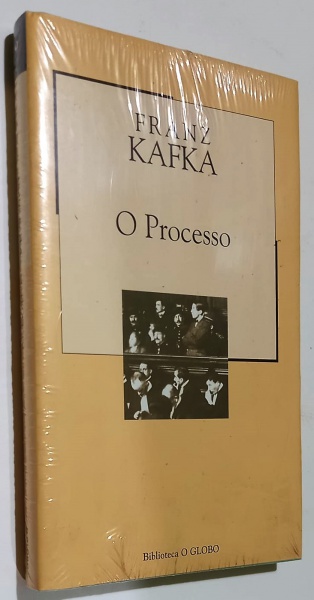 FRANZ
KAFKA
O Processo
Biblioteca O GLOBO